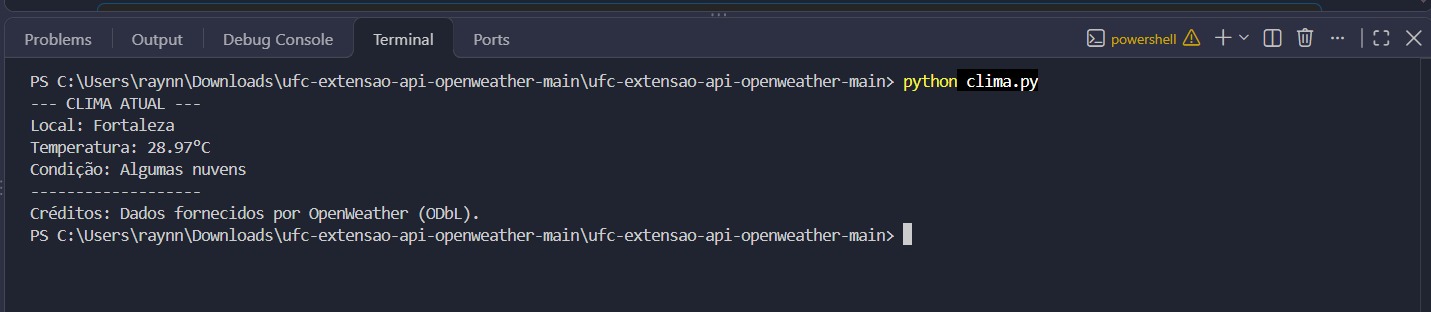 Problems Output Debug Console Terminal Ports powershell
PS C:\Users\raynn\Downloads\ufc-extensao-api-openweather-main\ufc-extensao-api-openweather-main> python clima.py
--- CLIMA ATUAL ---
Local: Fortaleza
Temperatura: 28.97°C
Condição: Algumas nuvens
-------------------
Créditos: Dados fornecidos por OpenWeather (ODbL).
PS C:\Users\raynn\Downloads\ufc-extensao-api-openweather-main\ufc-extensao-api-openweather-main>